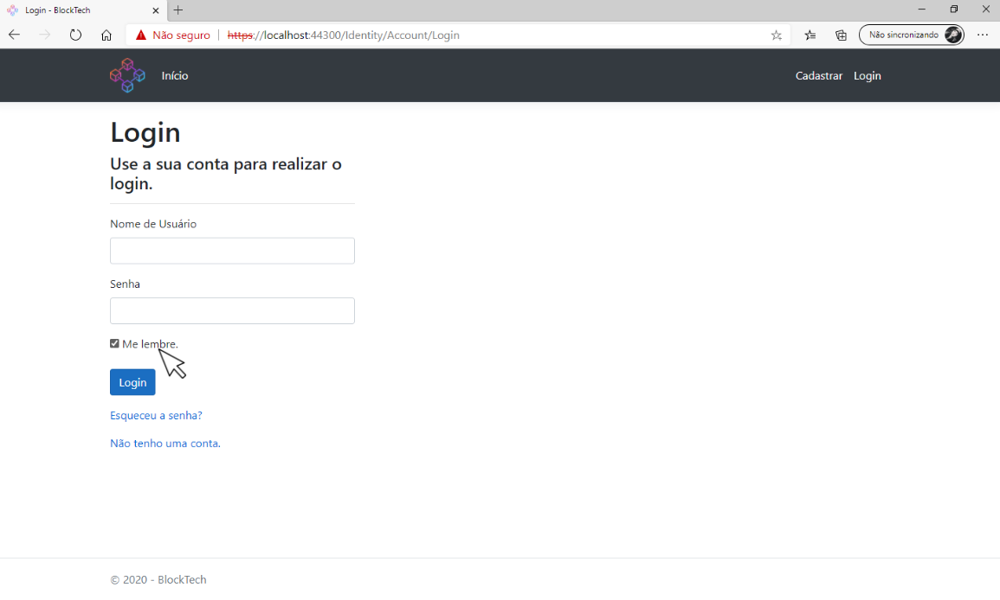 Login - BlockTech
Não seguro
https://localhost:44300/Identity/Account/Login
Não sincronizando
Início
Cadastrar
Login
Login
Use a sua conta para realizar o
login.
Nome de Usuário
Senha
Me lembre.
Login
Esqueceu a senha?
Não tenho uma conta.
© 2020 - BlockTech